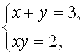 x + y = 3,
xy = 2,